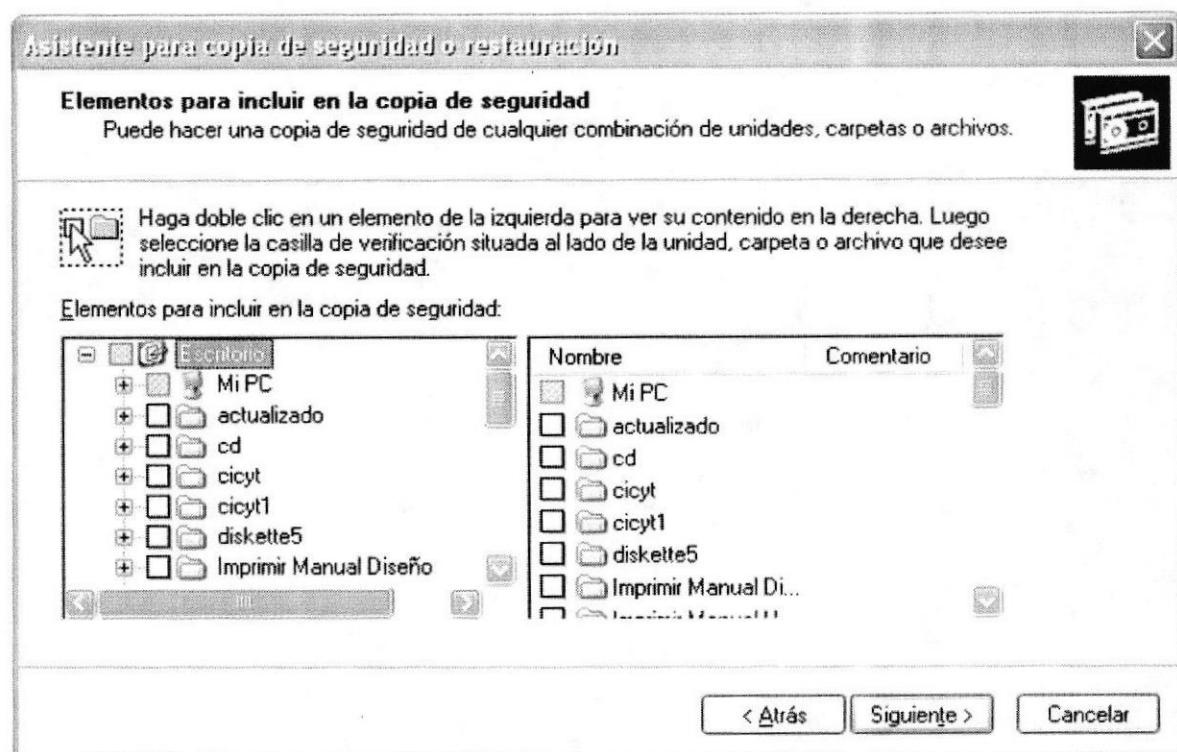 Asistente para copia de seguridad o restauración
Elementos para incluir en la copia de seguridad
Puede hacer una copia de seguridad de cualquier combinación de unidades, carpetas o archivos.
Haga doble clic en un elemento de la izquierda para ver su contenido en la derecha. Luego
seleccione la casilla de verificación situada al lado de la unidad, carpeta o archivo que desee
incluir en la copia de seguridad.
Elementos para incluir en la copia de seguridad:
Escritorio
Mi PC
actualizado
cd
cicyt
cicyt1
diskette5
Imprimir Manual Diseño
Nombre Comentario
Mi PC
actualizado
cd
cicyt
cicyt1
diskette5
Imprimir Manual Di...
< Atrás Siguiente > Cancelar